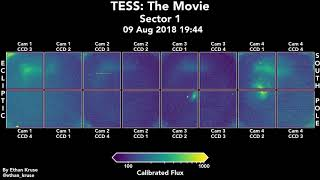 TESS: The Movie
Sector 1
09 Aug 2018 19:44
Cam 1 Cam 1 Cam 2 Cam 2 Cam 3 Cam 3 Cam 4 Cam 4
CCD 3 CCD 2 CCD 3 CCD 2 CCD 1 CCD 4 CCD 1 CCD 4
ECLIPTIC
SOUTH POLE
Cam 1 Cam 1 Cam 2 Cam 2 Cam 3 Cam 3 Cam 4 Cam 4
CCD 4 CCD 1 CCD 4 CCD 1 CCD 2 CCD 3 CCD 2 CCD 3
100 1000
Calibrated Flux
By Ethan Kruse
@ethan_kruse